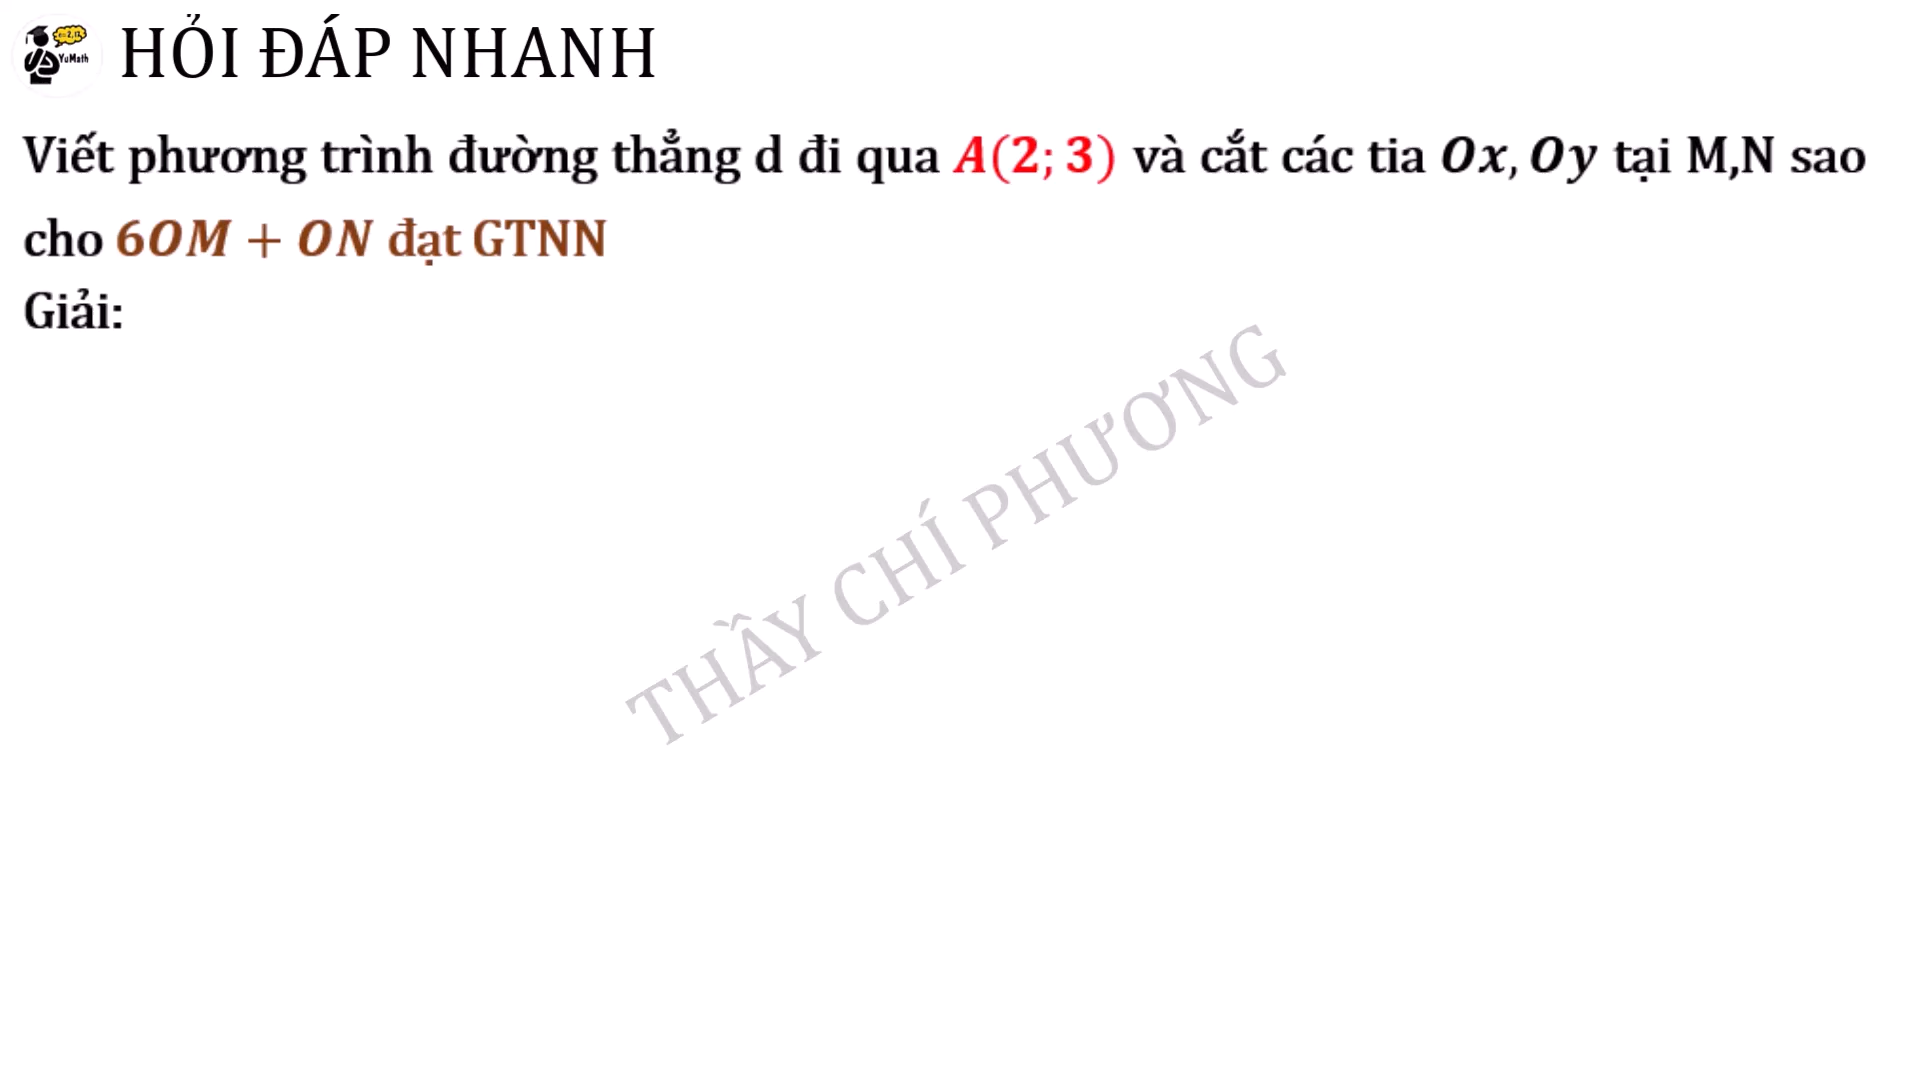 HỎI ĐÁP NHANH
YuMath
Viết phương trình đường thẳng d đi qua A(2; 3) và cắt các tia Ox, Oy tại M,N sao
cho 6OM + ON đạt GTNN
Giải:
THẦY CHÍ PHƯƠNG